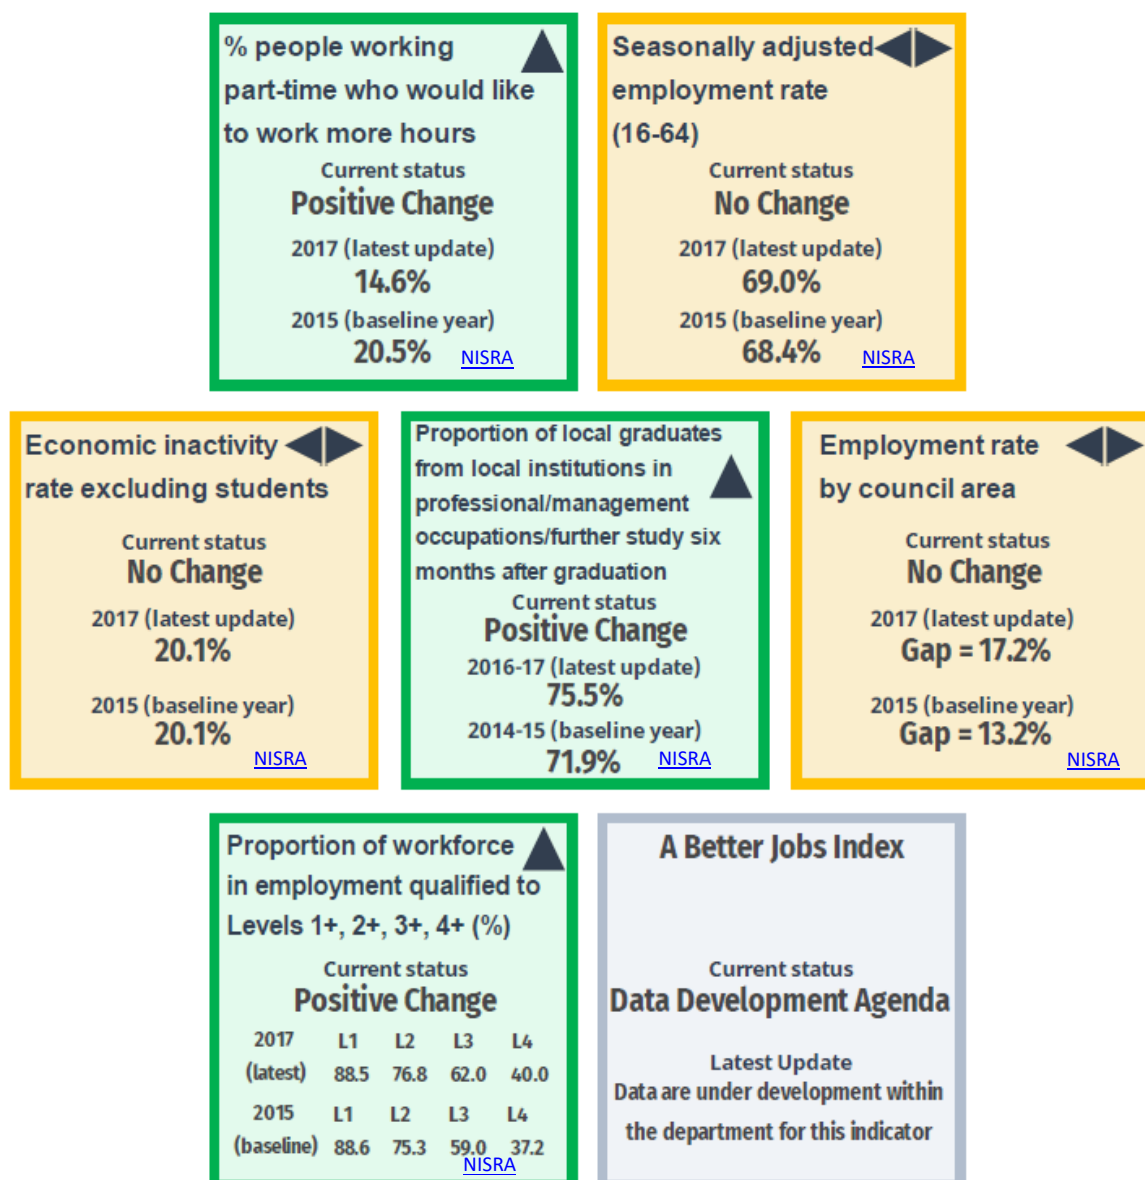 % people working
part-time who would like
to work more hours
Current status
Positive Change
2017 (latest update)
14.6%
2015 (baseline year)
20.5% NISRA
Seasonally adjusted
employment rate
(16-64)
Current status
No Change
2017 (latest update)
69.0%
2015 (baseline year)
68.4% NISRA
Economic inactivity
rate excluding students
Current status
No Change
2017 (latest update)
20.1%
2015 (baseline year)
20.1%
NISRA
Proportion of local graduates
from local institutions in
professional/management
occupations/further study six
months after graduation
Current status
Positive Change
2016-17 (latest update)
75.5%
2014-15 (baseline year)
71.9% NISRA
Employment rate
by council area
Current status
No Change
2017 (latest update)
Gap = 17.2%
2015 (baseline year)
Gap = 13.2%
NISRA
Proportion of workforce
in employment qualified to
Levels 1+, 2+, 3+, 4+ (%)
Current status
Positive Change
2017 L1 L2 L3 L4
(latest) 88.5 76.8 62.0 40.0
2015 L1 L2 L3 L4
(baseline) 88.6 75.3 59.0 37.2
NISRA
A Better Jobs Index
Current status
Data Development Agenda
Latest Update
Data are under development within
the department for this indicator